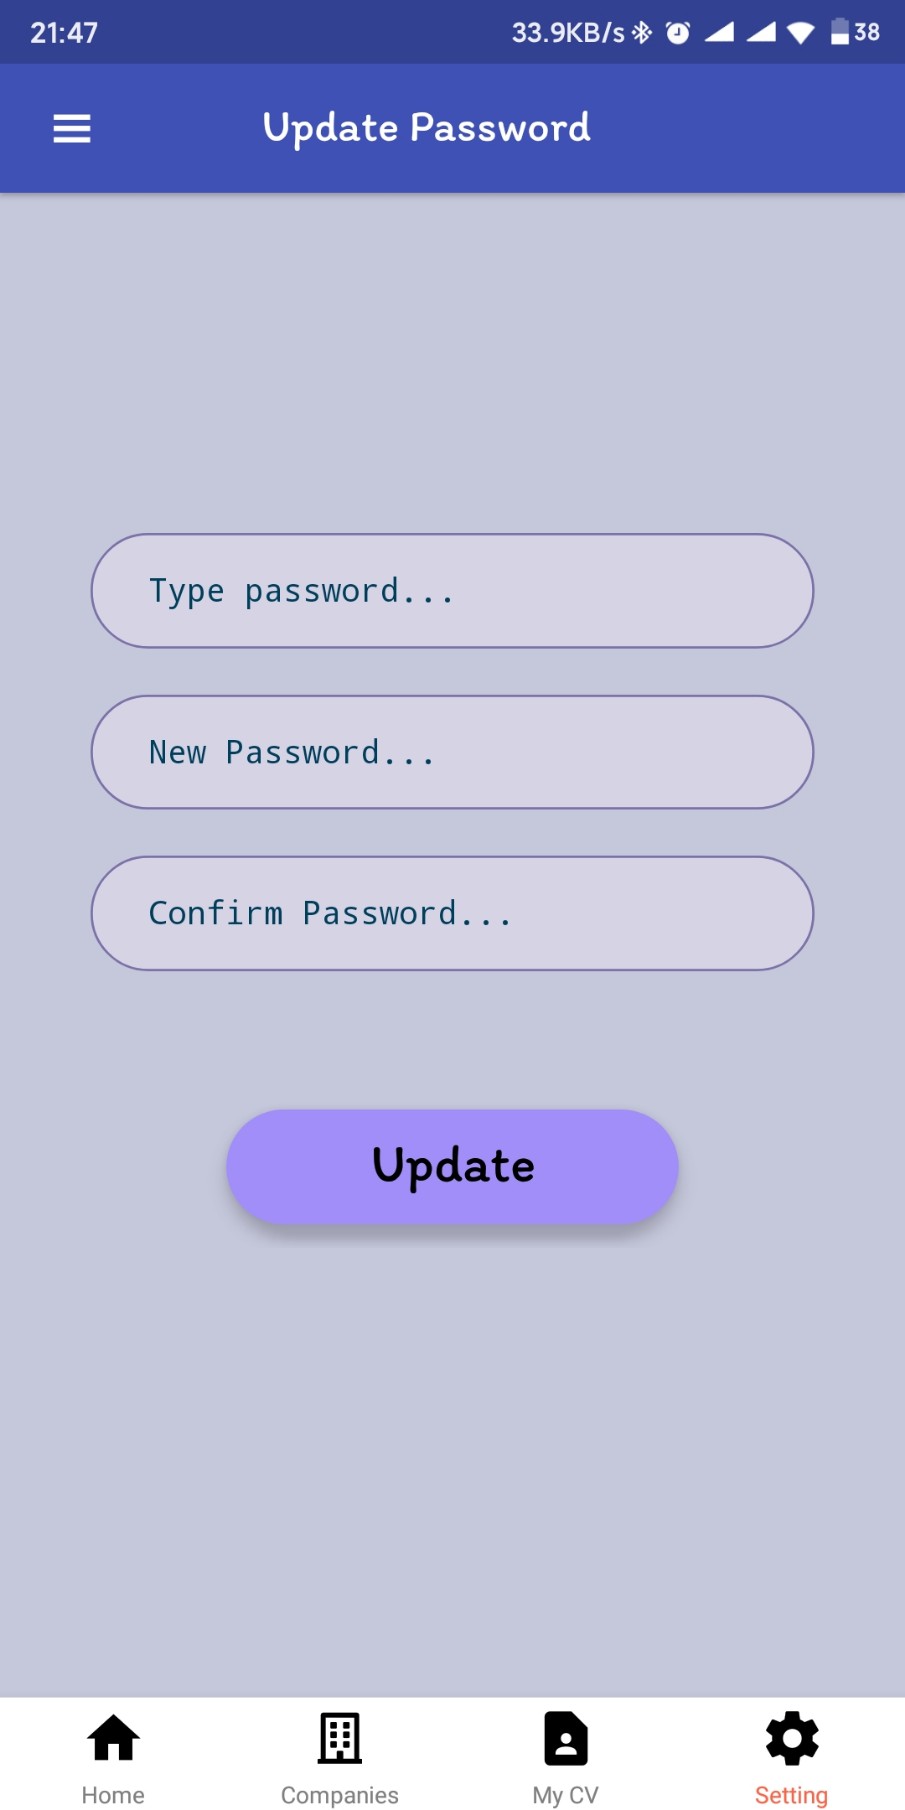 21:47 33.9KB/s 38
Update Password
Type password...
New Password...
Confirm Password...
Update
Home Companies My CV Setting